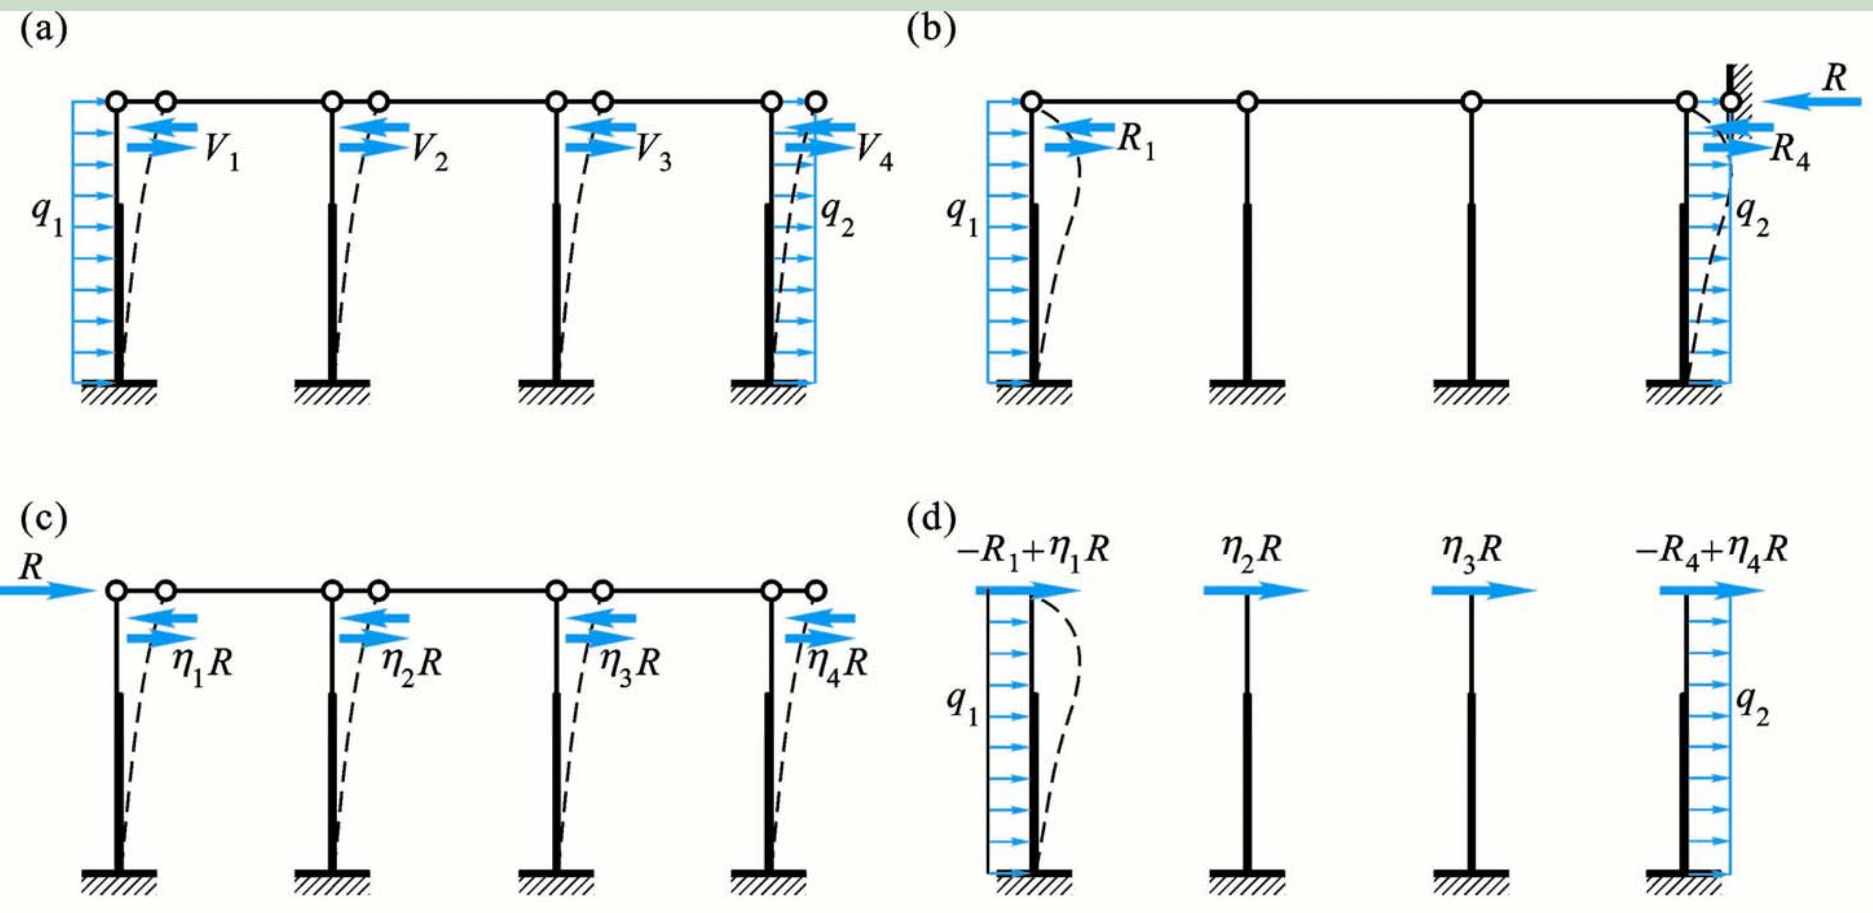 (a)
V₁
V₂
V₃
V₄
q₁
q₂
(b)
R
R₁
R₄
q₁
q₂
(c)
R
η₁R
η₂R
η₃R
η₄R
(d)
−R₁+η₁R
η₂R
η₃R
−R₄+η₄R
q₁
q₂